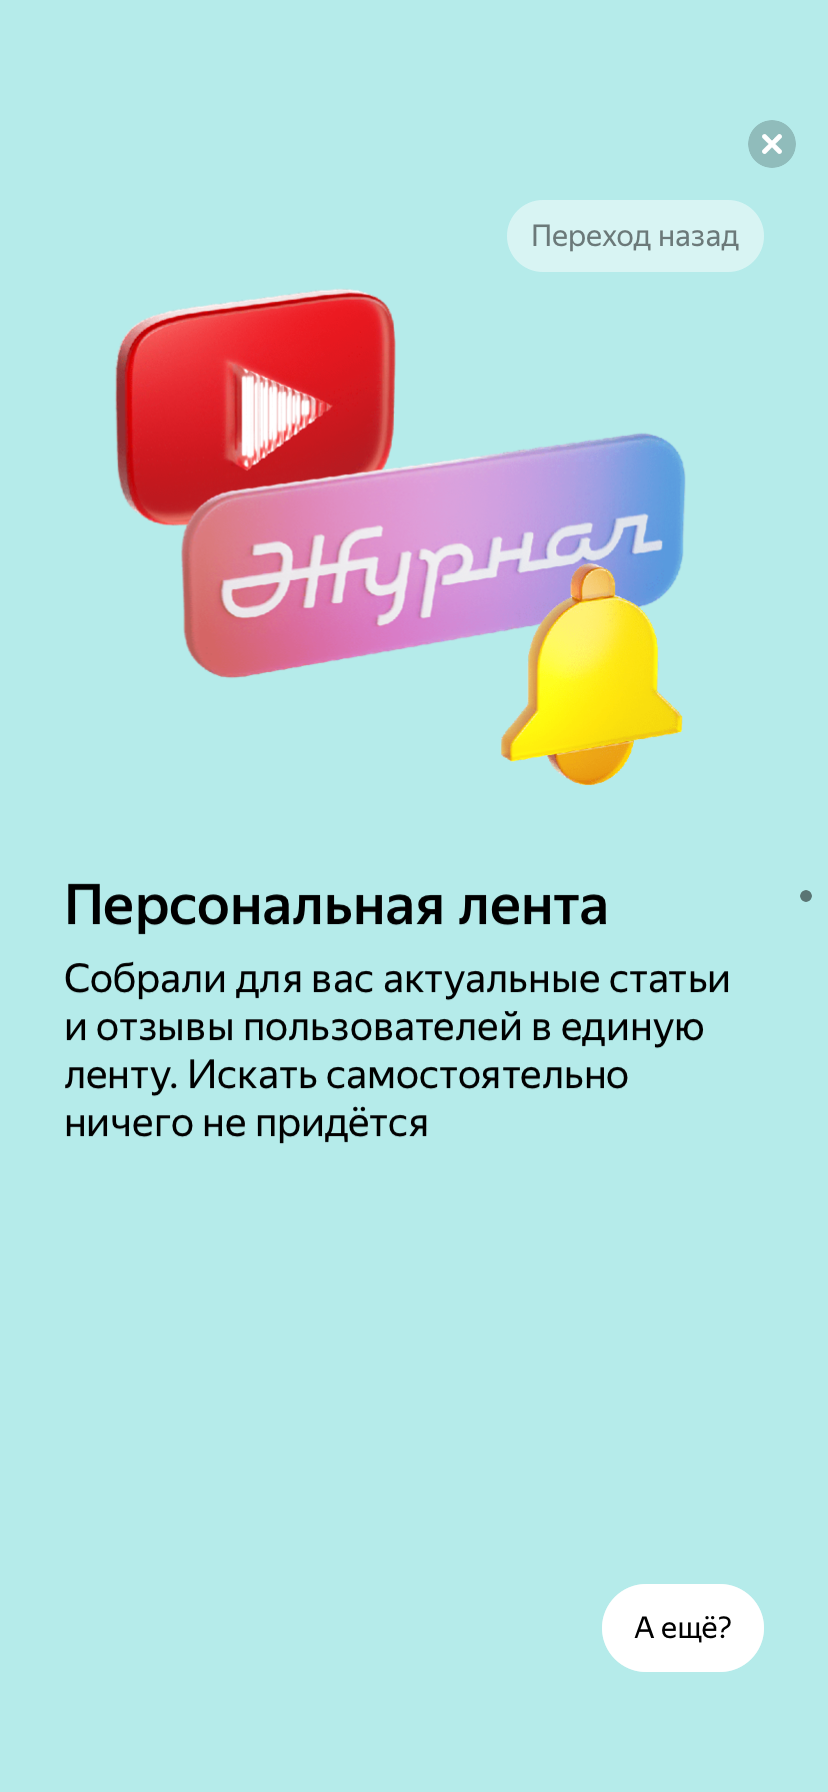 Переход назад
Журнал
Персональная лента
Собрали для вас актуальные статьи
и отзывы пользователей в единую
ленту. Искать самостоятельно
ничего не придётся
А ещё?